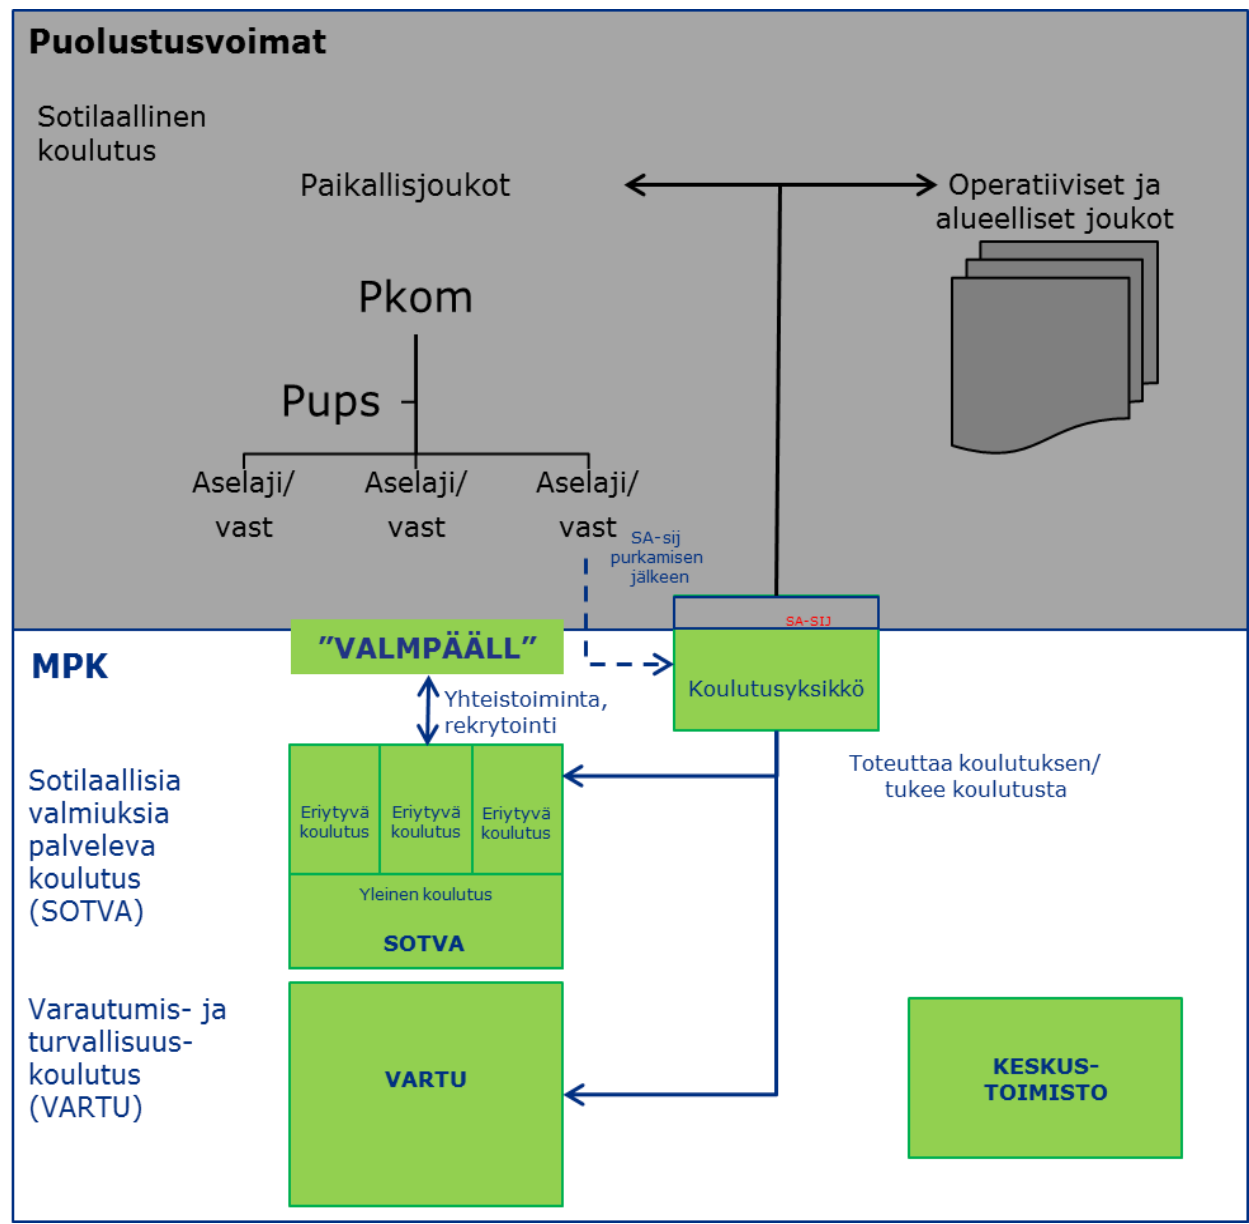 Puolustusvoimat
Sotilaallinen
koulutus
Paikallisjoukot
Operatiiviset ja
alueelliset joukot
Pkom
Pups
Aselaji/
vast
Aselaji/
vast
Aselaji/
vast
SA-sij
purkamisen
jälkeen
SA-SIJ
Koulutusyksikkö
”VALMPÄÄLL”
MPK
Yhteistoiminta,
rekrytointi
Toteuttaa koulutuksen/
tukee koulutusta
Sotilaallisia
valmiuksia
palveleva
koulutus
(SOTVA)
Eriytyvä
koulutus
Eriytyvä
koulutus
Eriytyvä
koulutus
Yleinen koulutus
SOTVA
Varautumis- ja
turvallisuus-
koulutus
(VARTU)
VARTU
KESKUS-
TOIMISTO